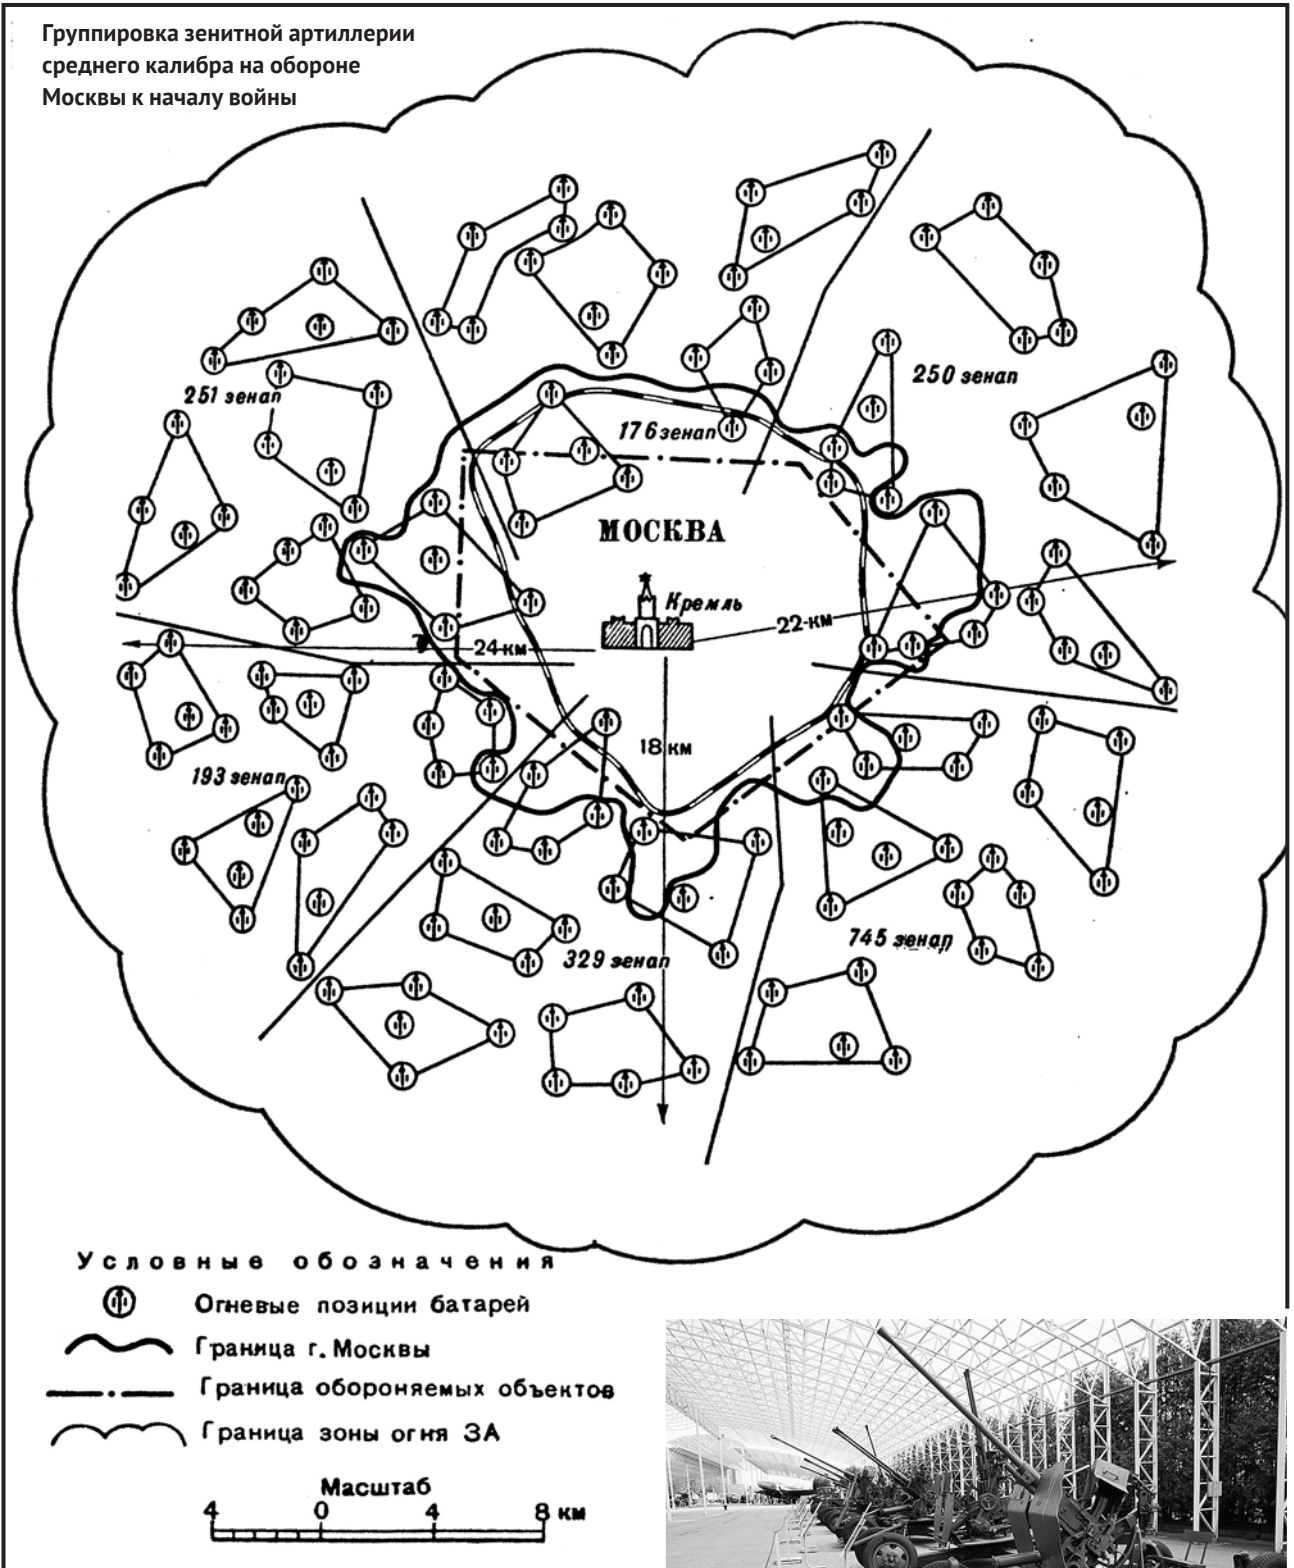 Группировка зенитной артиллерии
среднего калибра на обороне
Москвы к началу войны
251 зенап
176 зенап
250 зенап
МОСКВА
Кремль
22 км
24 км
18 км
193 зенап
329 зенап
745 зенап
Условные обозначения
Огневые позиции батарей
Граница г. Москвы
Граница обороняемых объектов
Граница зоны огня ЗА
Масштаб
4 0 4 8 км